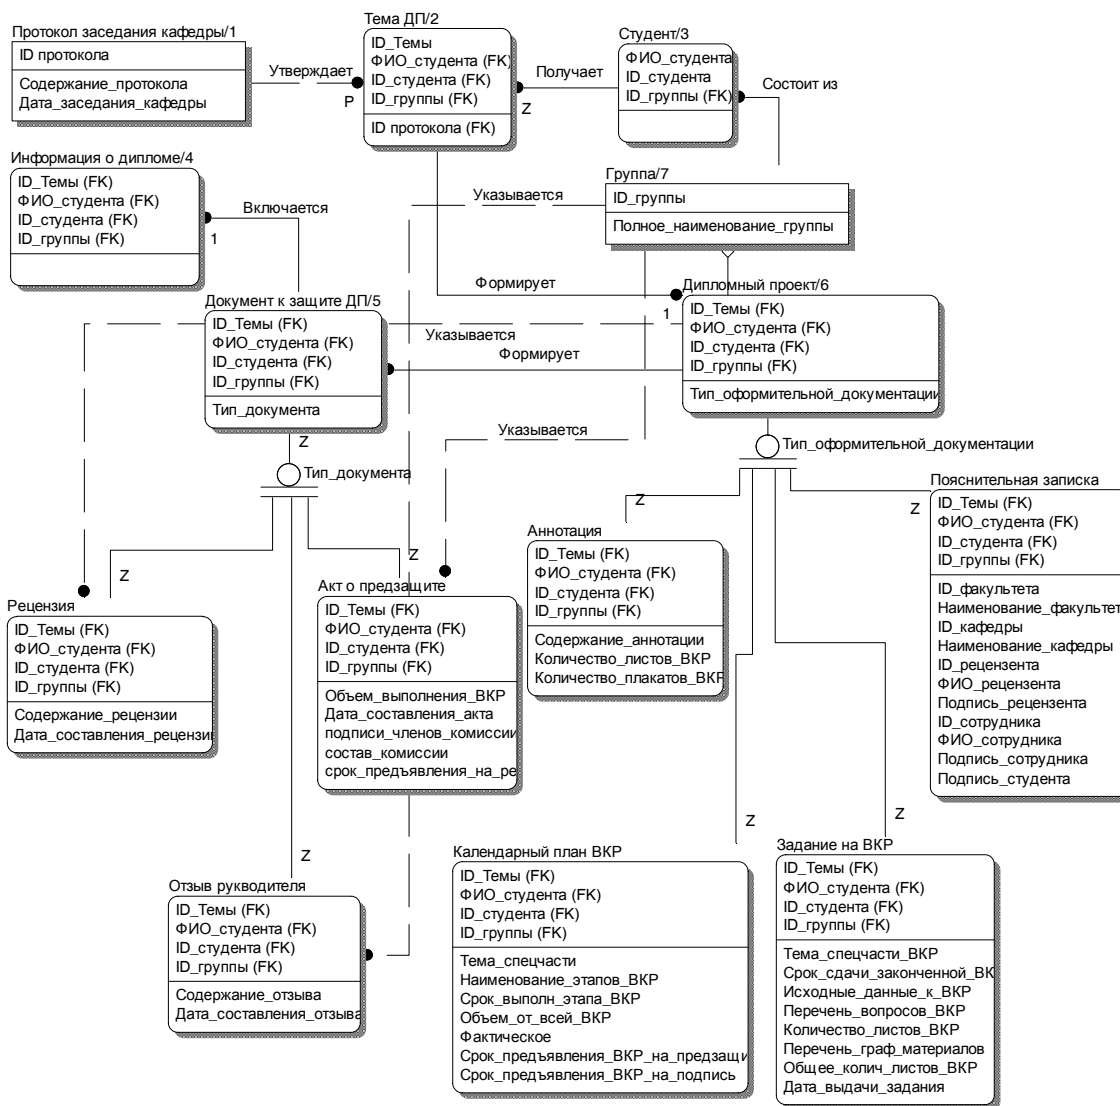 Протокол заседания кафедры/1
ID протокола
Содержание_протокола
Дата_заседания_кафедры
Утверждает
P
Тема ДП/2
ID_Темы
ФИО_студента (FK)
ID_студента (FK)
ID_группы (FK)
ID протокола (FK)
Получает
Z
Студент/3
ФИО_студента
ID_студента
ID_группы (FK)
Состоит из
Информация о дипломе/4
ID_Темы (FK)
ФИО_студента (FK)
ID_студента (FK)
ID_группы (FK)
Включается
1
Указывается
Группа/7
ID_группы
Полное_наименование_группы
Формирует
1
Документ к защите ДП/5
ID_Темы (FK)
ФИО_студента (FK)
ID_студента (FK)
ID_группы (FK)
Тип_документа
Указывается
Формирует
Дипломный проект/6
ID_Темы (FK)
ФИО_студента (FK)
ID_студента (FK)
ID_группы (FK)
Тип_оформительной_документации
Указывается
Z
Тип_документа
Тип_оформительной_документации
Z
Z
Z
Z
Рецензия
ID_Темы (FK)
ФИО_студента (FK)
ID_студента (FK)
ID_группы (FK)
Содержание_рецензии
Дата_составления_рецензии
Акт о предзащите
ID_Темы (FK)
ФИО_студента (FK)
ID_студента (FK)
ID_группы (FK)
Объем_выполнения_ВКР
Дата_составления_акта
подписи_членов_комиссии
состав_комиссии
срок_предъявления_на_ре
Аннотация
ID_Темы (FK)
ФИО_студента (FK)
ID_студента (FK)
ID_группы (FK)
Содержание_аннотации
Количество_листов_ВКР
Количество_плакатов_ВКР
Пояснительная записка
ID_Темы (FK)
ФИО_студента (FK)
ID_студента (FK)
ID_группы (FK)
ID_факультета
Наименование_факультет
ID_кафедры
Наименование_кафедры
ID_рецензента
ФИО_рецензента
Подпись_рецензента
ID_сотрудника
ФИО_сотрудника
Подпись_сотрудника
Подпись_студента
Z
Z
Z
Отзыв рукводителя
ID_Темы (FK)
ФИО_студента (FK)
ID_студента (FK)
ID_группы (FK)
Содержание_отзыва
Дата_составления_отзыва
Календарный план ВКР
ID_Темы (FK)
ФИО_студента (FK)
ID_студента (FK)
ID_группы (FK)
Тема_спецчасти
Наименование_этапов_ВКР
Срок_выполн_этапа_ВКР
Объем_от_всей_ВКР
Фактическое
Срок_предъявления_ВКР_на_предзащи
Срок_предъявления_ВКР_на_подпись
Задание на ВКР
ID_Темы (FK)
ФИО_студента (FK)
ID_студента (FK)
ID_группы (FK)
Тема_спецчасти_ВКР
Срок_сдачи_законченной_ВК
Исходные_данные_к_ВКР
Перечень_вопросов_ВКР
Количество_листов_ВКР
Перечень_граф_материалов
Общее_колич_листов_ВКР
Дата_выдачи_задания